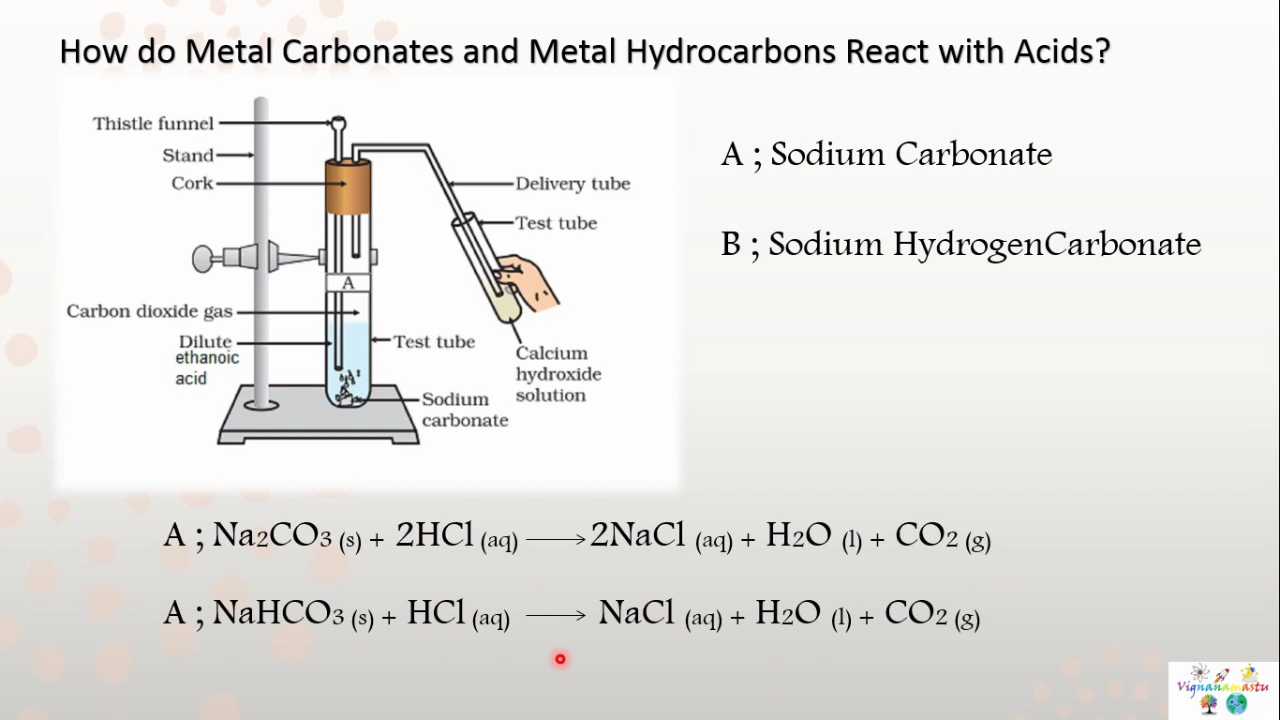 How do Metal Carbonates and Metal Hydrocarbons React with Acids?
Thistle funnel
Stand
Cork
Delivery tube
Test tube
A
Carbon dioxide gas
Dilute
ethanoic
acid
Test tube
Calcium
hydroxide
solution
Sodium
carbonate
A ; Sodium Carbonate
B ; Sodium HydrogenCarbonate
A ; Na2CO3 (s) + 2HCl (aq) ⟶ 2NaCl (aq) + H2O (l) + CO2 (g)
A ; NaHCO3 (s) + HCl (aq) ⟶ NaCl (aq) + H2O (l) + CO2 (g)
Vignanamastu